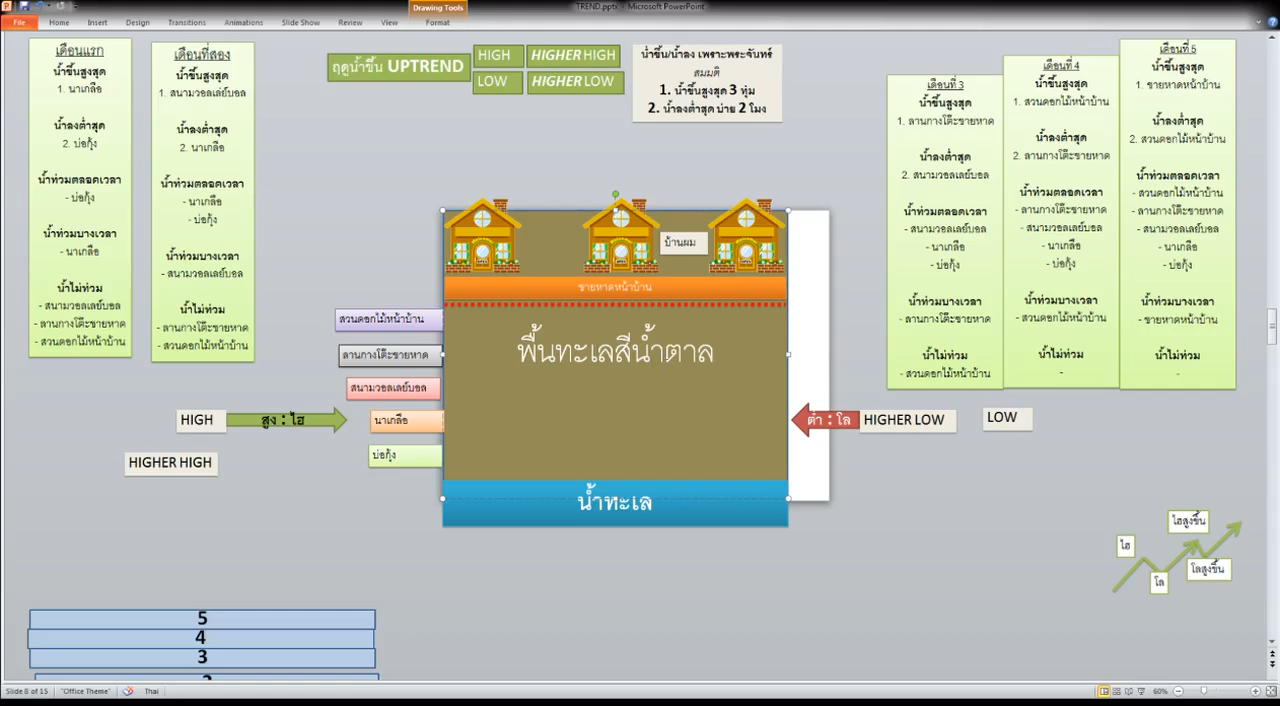 Drawing Tools
TREND.pptx - Microsoft PowerPoint
File Home Insert Design Transitions Animations Slide Show Review View Format
เดือนแรก
น้ำขึ้นสูงสุด
1. นาเกลือ
น้ำลงต่ำสุด
2. บ่อกุ้ง
น้ำท่วมตลอดเวลา
- บ่อกุ้ง
น้ำท่วมบางเวลา
- นาเกลือ
น้ำไม่ท่วม
- สนามวอลเลย์บอล
- ลานกางโต๊ะชายหาด
- สวนดอกไม้หน้าบ้าน
เดือนที่สอง
น้ำขึ้นสูงสุด
1. สนามวอลเล่ย์บอล
น้ำลงต่ำสุด
2. นาเกลือ
น้ำท่วมตลอดเวลา
- นาเกลือ
- บ่อกุ้ง
น้ำท่วมบางเวลา
- สนามวอลเลย์บอล
น้ำไม่ท่วม
- ลานกางโต๊ะชายหาด
- สวนดอกไม้หน้าบ้าน
ฤดูน้ำขึ้น UPTREND
HIGH HIGHER HIGH
LOW HIGHER LOW
น้ำขึ้น/น้ำลง เพราะพระจันทร์
สมมติ
1. น้ำขึ้นสูงสุด 3 ทุ่ม
2. น้ำลงต่ำสุด บ่าย 2 โมง
เดือนที่ 3
น้ำขึ้นสูงสุด
1. ลานกางโต๊ะชายหาด
น้ำลงต่ำสุด
2. สนามวอลเลย์บอล
น้ำท่วมตลอดเวลา
- สนามวอลเลย์บอล
- นาเกลือ
- บ่อกุ้ง
น้ำท่วมบางเวลา
- ลานกางโต๊ะชายหาด
น้ำไม่ท่วม
- สวนดอกไม้หน้าบ้าน
เดือนที่ 4
น้ำขึ้นสูงสุด
1. สวนดอกไม้หน้าบ้าน
น้ำลงต่ำสุด
2. ลานกางโต๊ะชายหาด
น้ำท่วมตลอดเวลา
- ลานกางโต๊ะชายหาด
- สนามวอลเลย์บอล
- นาเกลือ
- บ่อกุ้ง
น้ำท่วมบางเวลา
- สวนดอกไม้หน้าบ้าน
น้ำไม่ท่วม
-
เดือนที่ 5
น้ำขึ้นสูงสุด
1. ชายหาดหน้าบ้าน
น้ำลงต่ำสุด
2. สวนดอกไม้หน้าบ้าน
น้ำท่วมตลอดเวลา
- สวนดอกไม้หน้าบ้าน
- ลานกางโต๊ะชายหาด
- สนามวอลเลย์บอล
- นาเกลือ
- บ่อกุ้ง
น้ำท่วมบางเวลา
- ชายหาดหน้าบ้าน
น้ำไม่ท่วม
-
บ้านผม
ชายหาดหน้าบ้าน
พื้นทะเลสีน้ำตาล
น้ำทะเล
สวนดอกไม้หน้าบ้าน
ลานกางโต๊ะชายหาด
สนามวอลเลย์บอล
นาเกลือ
บ่อกุ้ง
HIGH สูง : ไฮ
HIGHER HIGH
ต่ำ : โล HIGHER LOW LOW
ไฮสูงขึ้น
ไฮ
โลสูงขึ้น
โล
5
4
3
Slide 8 of 15 "Office Theme" Thai 60%